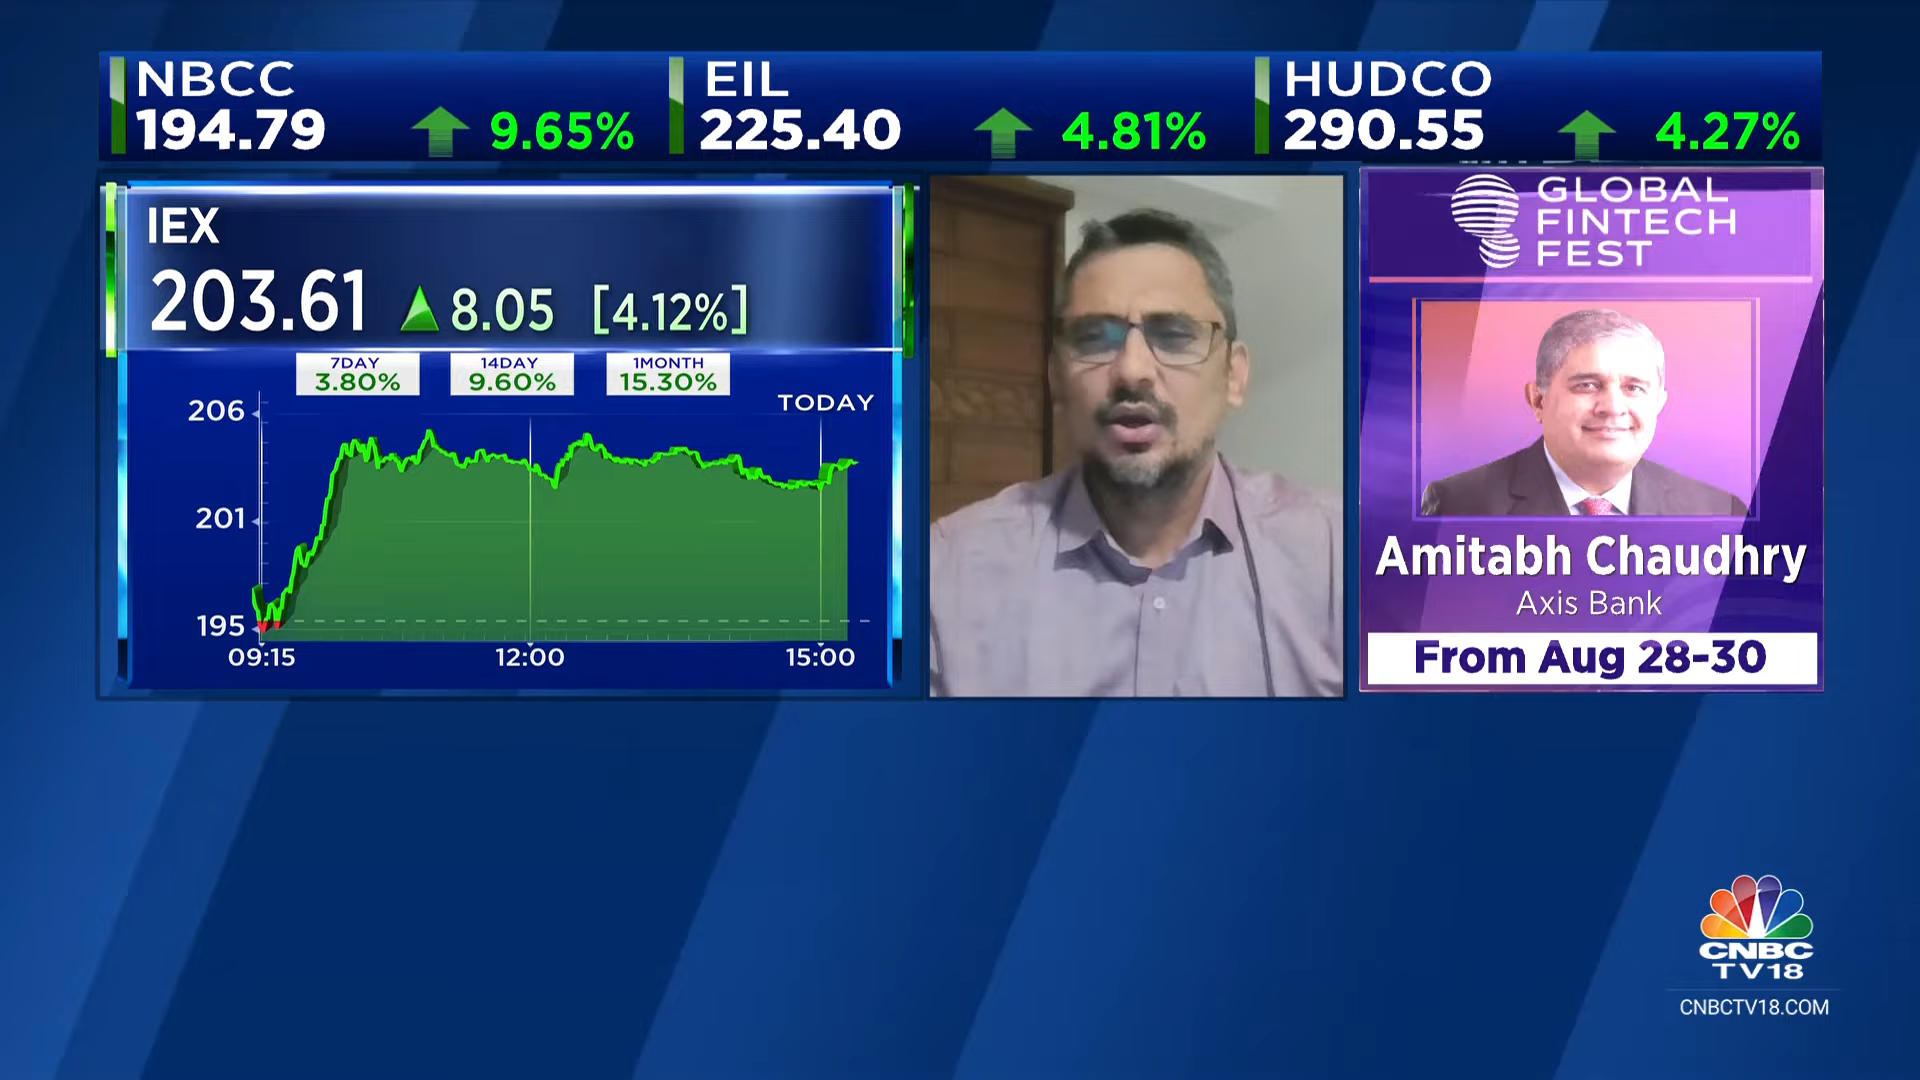 NBCC
194.79 9.65%
EIL
225.40 4.81%
HUDCO
290.55 4.27%
IEX
203.61 8.05 [4.12%]
7DAY
3.80%
14DAY
9.60%
1MONTH
15.30%
TODAY
206
201
195
09:15 12:00 15:00
GLOBAL
FINTECH
FEST
Amitabh Chaudhry
Axis Bank
From Aug 28-30
CNBC
TV18
CNBCTV18.COM